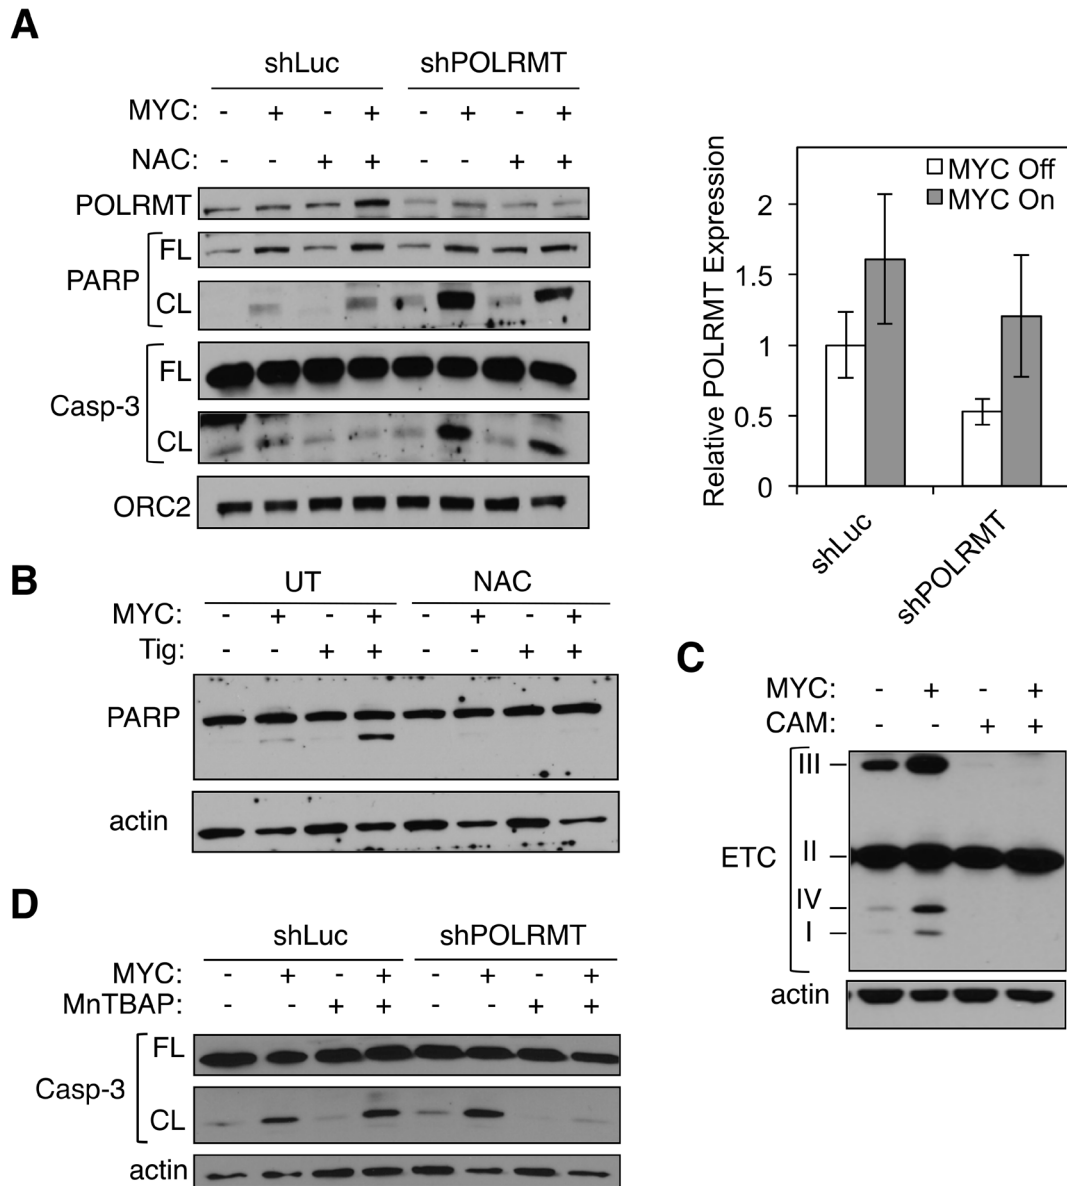 A
shLuc shPOLRMT
MYC: - + - + - + - +
NAC: - - + + - - + +
POLRMT
PARP
FL
CL
Casp-3
FL
CL
ORC2
Relative POLRMT Expression
MYC Off
MYC On
2
1.5
1
0.5
0
shLuc
shPOLRMT
B
UT NAC
MYC: - + - + - + - +
Tig: - - + + - - + +
PARP
actin
C
MYC: - + - +
CAM: - - + +
ETC
III
II
IV
I
actin
D
shLuc shPOLRMT
MYC: - + - + - + - +
MnTBAP: - - + + - - + +
Casp-3
FL
CL
actin